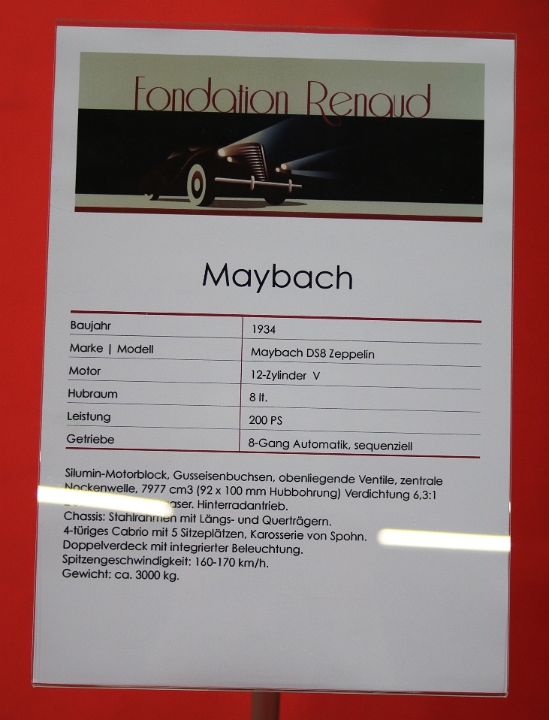 Fondation Renaud
Maybach
Baujahr 1934
Marke | Modell Maybach DS8 Zeppelin
Motor 12-Zylinder V
Hubraum 8 lt.
Leistung 200 PS
Getriebe 8-Gang Automatik, sequenziell
Silumin-Motorblock, Gusseisenbuchsen, obenliegende Ventile, zentrale
Nockenwelle, 7977 cm3 (92 x 100 mm Hubbohrung) Verdichtung 6,3:1
Hinterradantrieb.
Chassis: Stahlrahmen mit Längs- und Querträgern.
4-türiges Cabrio mit 5 Sitzeplätzen, Karosserie von Spohn.
Doppelverdeck mit integrierter Beleuchtung.
Spitzengeschwindigkeit: 160-170 km/h.
Gewicht: ca. 3000 kg.